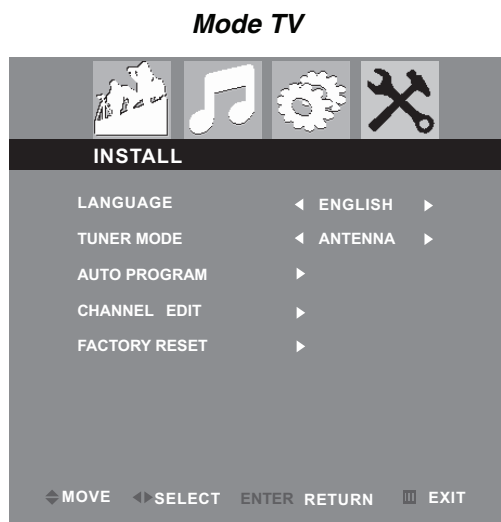 Mode TV
INSTALL
LANGUAGE ENGLISH
TUNER MODE ANTENNA
AUTO PROGRAM
CHANNEL EDIT
FACTORY RESET
MOVE SELECT ENTER RETURN EXIT